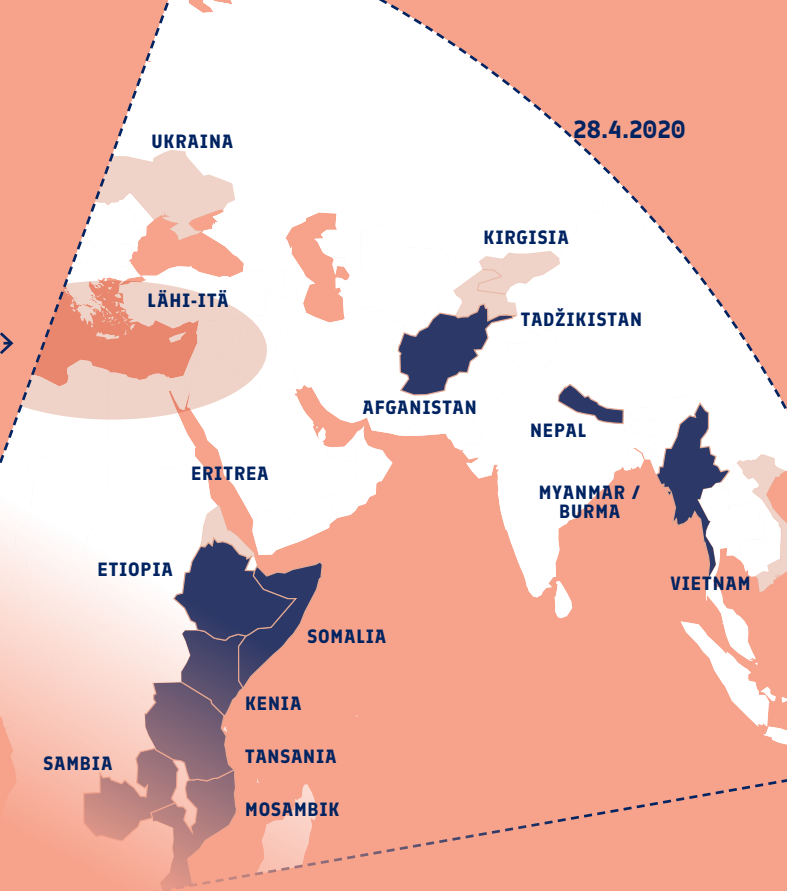 28.4.2020
UKRAINA
KIRGISIA
LÄHI-ITÄ
TADŽIKISTAN
AFGANISTAN
NEPAL
ERITREA
MYANMAR /
BURMA
ETIOPIA
VIETNAM
SOMALIA
KENIA
TANSANIA
SAMBIA
MOSAMBIK